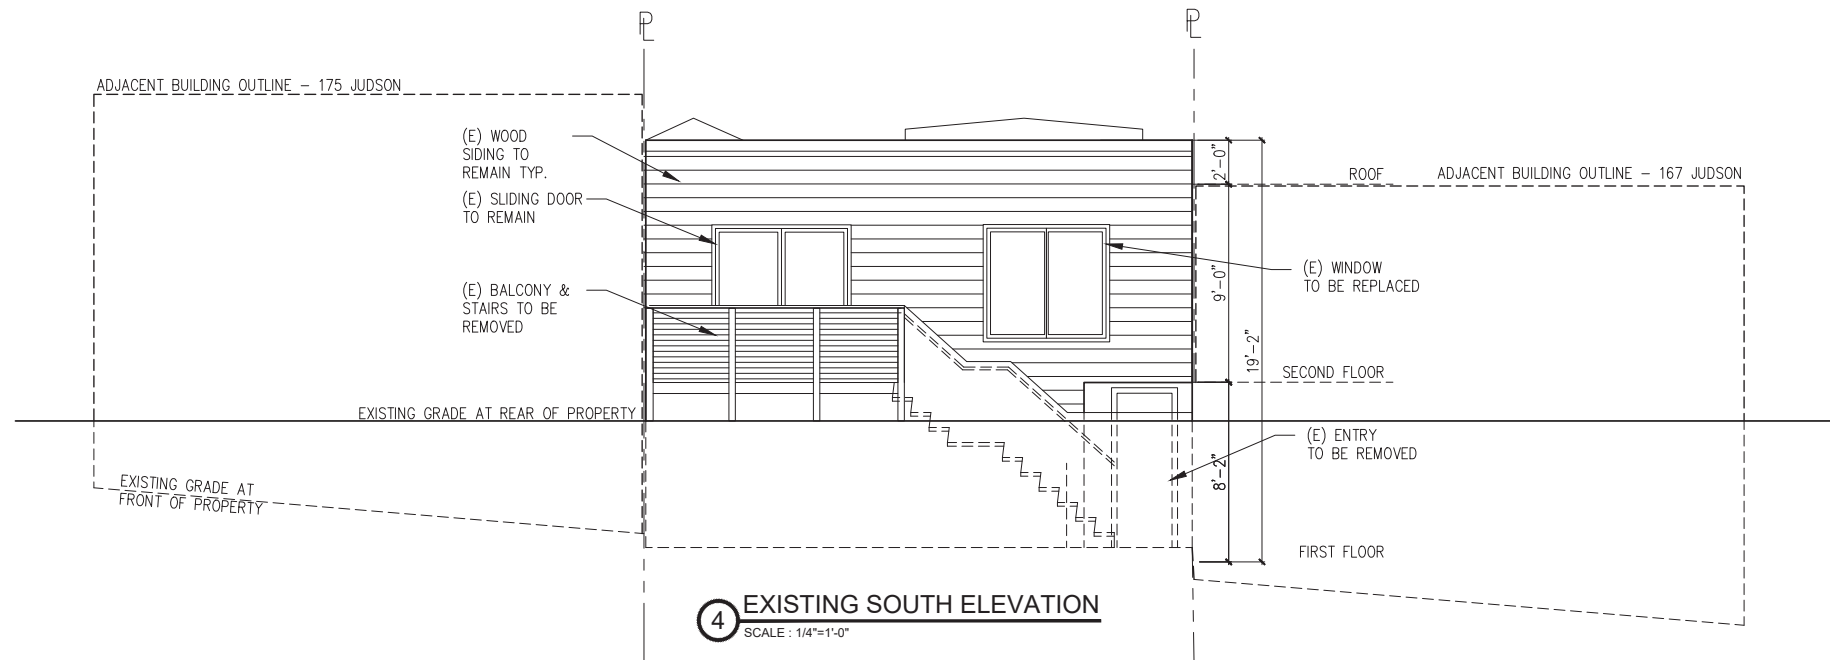 PL
PL
ADJACENT BUILDING OUTLINE – 175 JUDSON
(E) WOOD
SIDING TO
REMAIN TYP.
(E) SLIDING DOOR
TO REMAIN
(E) BALCONY &
STAIRS TO BE
REMOVED
2'-0"
ROOF
ADJACENT BUILDING OUTLINE – 167 JUDSON
(E) WINDOW
TO BE REPLACED
9'-0"
19'-2"
SECOND FLOOR
EXISTING GRADE AT REAR OF PROPERTY
(E) ENTRY
TO BE REMOVED
8'-2"
EXISTING GRADE AT
FRONT OF PROPERTY
FIRST FLOOR
4
EXISTING SOUTH ELEVATION
SCALE : 1/4"=1'-0"